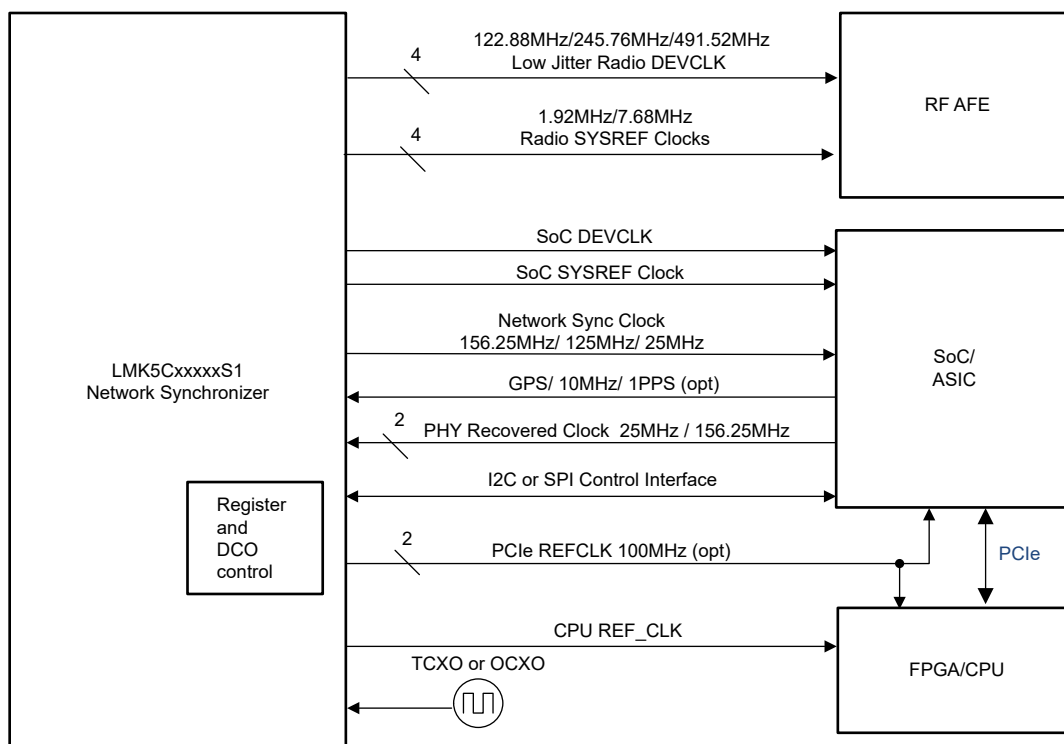 122.88MHz/245.76MHz/491.52MHz
4
Low Jitter Radio DEVCLK
RF AFE
1.92MHz/7.68MHz
4
Radio SYSREF Clocks
SoC DEVCLK
SoC SYSREF Clock
Network Sync Clock
156.25MHz/ 125MHz/ 25MHz
SoC/
ASIC
LMK5CxxxxxS1
Network Synchronizer
GPS/ 10MHz/ 1PPS (opt)
2
PHY Recovered Clock 25MHz / 156.25MHz
I2C or SPI Control Interface
Register
and
DCO
control
2
PCIe REFCLK 100MHz (opt)
PCIe
CPU REF_CLK
TCXO or OCXO
FPGA/CPU